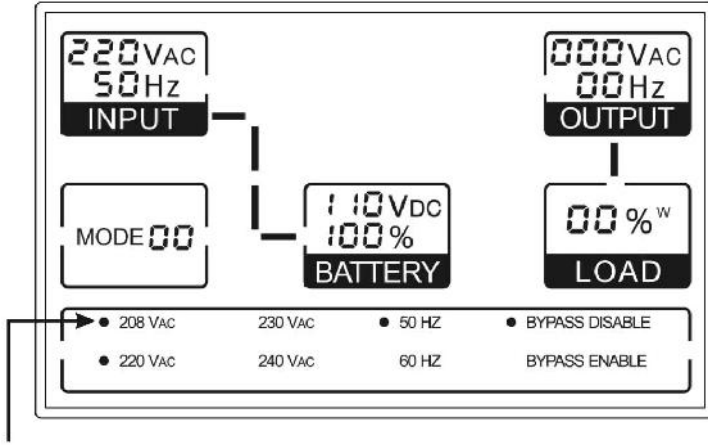 220VAC
50Hz
INPUT
000VAC
00Hz
OUTPUT
MODE 00
110VDC
100%
BATTERY
00%W
LOAD
• 208 VAC 230 VAC • 50 HZ • BYPASS DISABLE
• 220 VAC 240 VAC 60 HZ BYPASS ENABLE